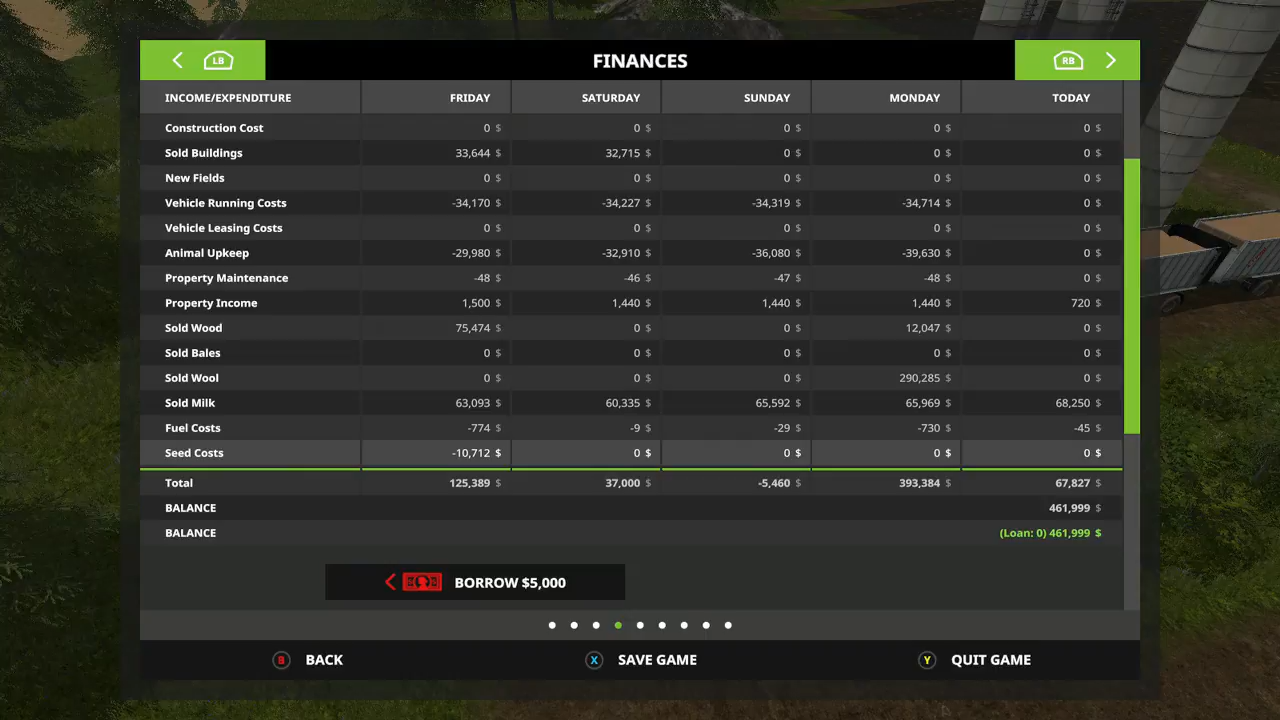 LB FINANCES RB
INCOME/EXPENDITURE FRIDAY SATURDAY SUNDAY MONDAY TODAY
Construction Cost 0 $ 0 $ 0 $ 0 $ 0 $
Sold Buildings 33,644 $ 32,715 $ 0 $ 0 $ 0 $
New Fields 0 $ 0 $ 0 $ 0 $ 0 $
Vehicle Running Costs -34,170 $ -34,227 $ -34,319 $ -34,714 $ 0 $
Vehicle Leasing Costs 0 $ 0 $ 0 $ 0 $ 0 $
Animal Upkeep -29,980 $ -32,910 $ -36,080 $ -39,630 $ 0 $
Property Maintenance -48 $ -46 $ -47 $ -48 $ 0 $
Property Income 1,500 $ 1,440 $ 1,440 $ 1,440 $ 720 $
Sold Wood 75,474 $ 0 $ 0 $ 12,047 $ 0 $
Sold Bales 0 $ 0 $ 0 $ 0 $ 0 $
Sold Wool 0 $ 0 $ 0 $ 290,285 $ 0 $
Sold Milk 63,093 $ 60,335 $ 65,592 $ 65,969 $ 68,250 $
Fuel Costs -774 $ -9 $ -29 $ -730 $ -45 $
Seed Costs -10,712 $ 0 $ 0 $ 0 $ 0 $
Total 125,389 $ 37,000 $ -5,460 $ 393,384 $ 67,827 $
BALANCE 461,999 $
BALANCE (Loan: 0) 461,999 $
BORROW $5,000
B BACK X SAVE GAME Y QUIT GAME